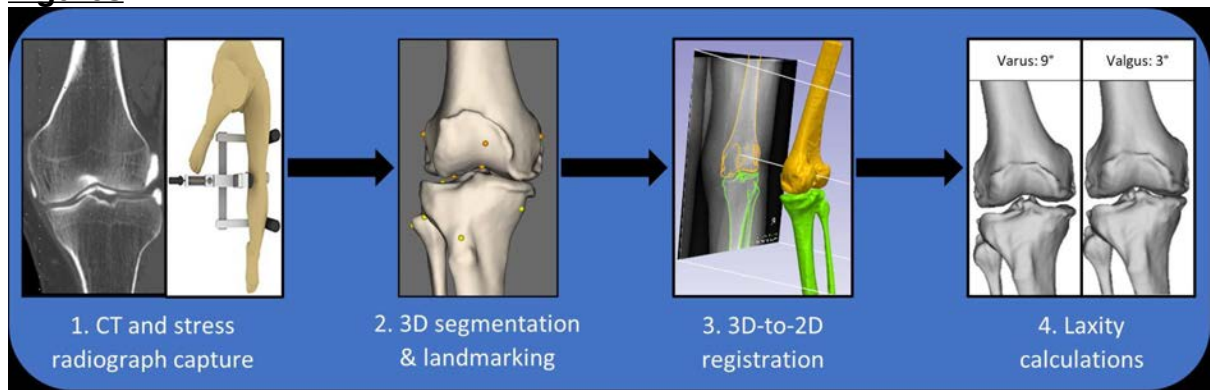 Varus: 9°
Valgus: 3°
1. CT and stress
radiograph capture
2. 3D segmentation
& landmarking
3. 3D-to-2D
registration
4. Laxity
calculations